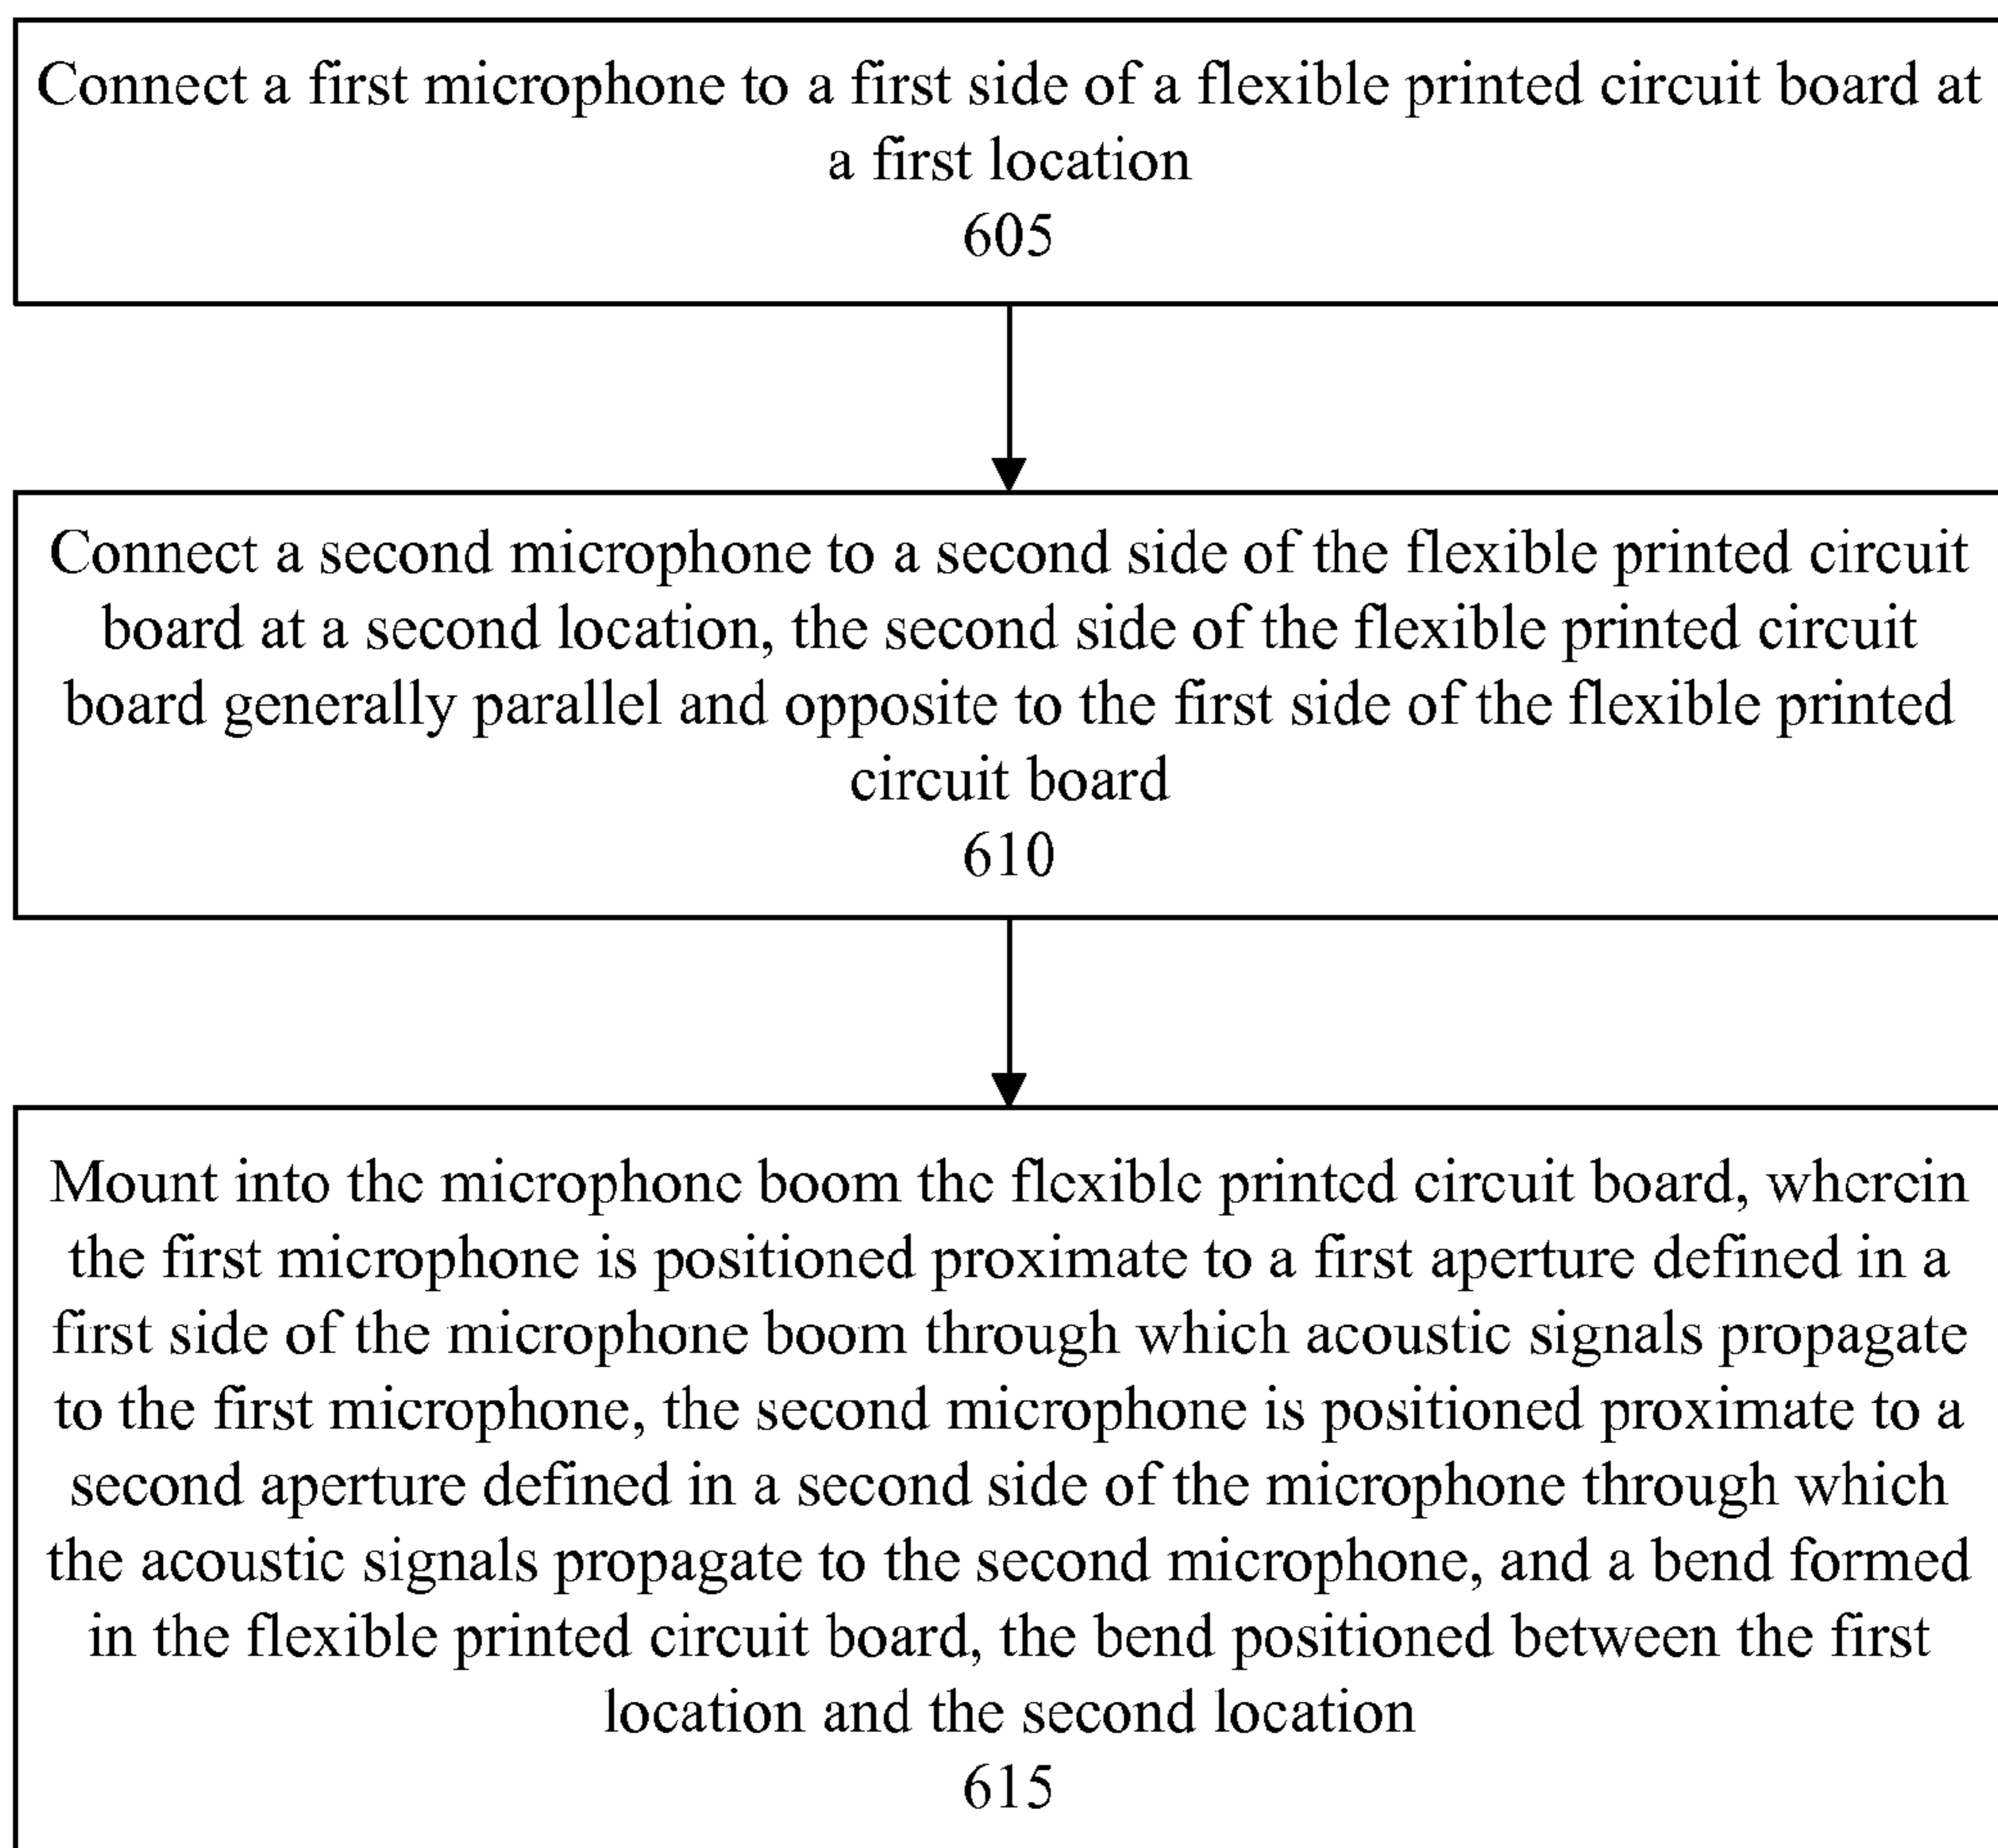 Connect a first microphone to a first side of a flexible printed circuit board at
a first location
605
Connect a second microphone to a second side of the flexible printed circuit
board at a second location, the second side of the flexible printed circuit
board generally parallel and opposite to the first side of the flexible printed
circuit board
610
Mount into the microphone boom the flexible printed circuit board, wherein
the first microphone is positioned proximate to a first aperture defined in a
first side of the microphone boom through which acoustic signals propagate
to the first microphone, the second microphone is positioned proximate to a
second aperture defined in a second side of the microphone through which
the acoustic signals propagate to the second microphone, and a bend formed
in the flexible printed circuit board, the bend positioned between the first
location and the second location
615